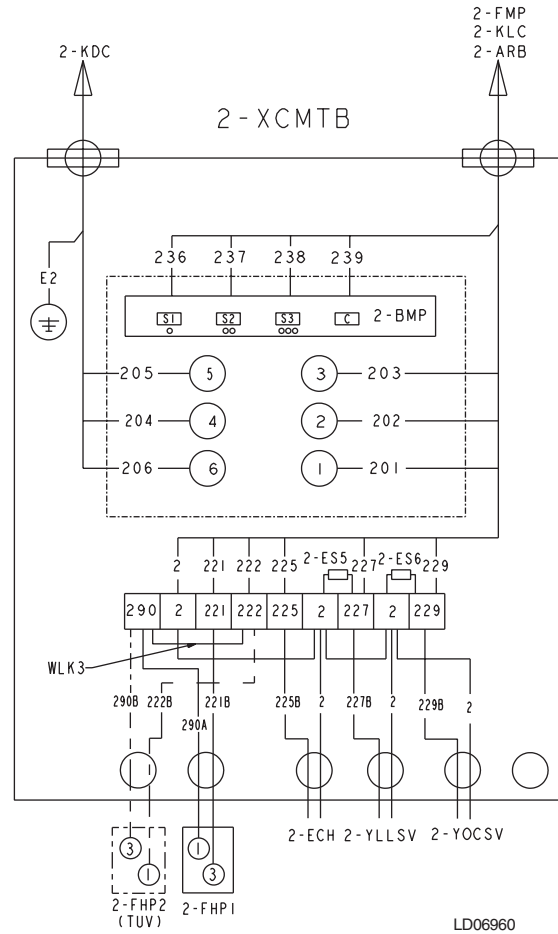 2-FMP
2-KLC
2-KDC 2-ARB
2-XCMTB
236 237 238 239
E2
S1 S2 S3 C 2-BMP
205 5 3 203
204 4 2 202
206 6 1 201
2 221 222 225 2-ES5 227 2-ES6 229
290 2 221 222 225 2 227 2 229
WLK3
290B 222B 290A 221B 225B 2 227B 2 229B 2
2-ECH 2-YLLSV 2-YOCSV
3 1 1 3
2-FHP2 2-FHP1
(TUV)
LD06960